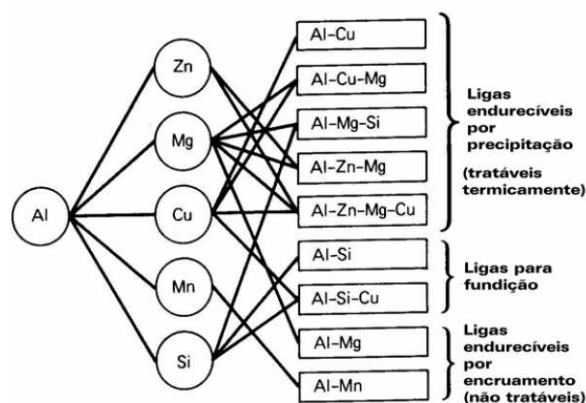 Al
Zn
Mg
Cu
Mn
Si
Al-Cu
Al-Cu-Mg
Al-Mg-Si
Al-Zn-Mg
Al-Zn-Mg-Cu
Al-Si
Al-Si-Cu
Al-Mg
Al-Mn
Ligas
endurecíveis
por
precipitação
(tratáveis
termicamente)
Ligas para
fundição
Ligas
endurecíveis
por
encruamento
(não tratáveis)